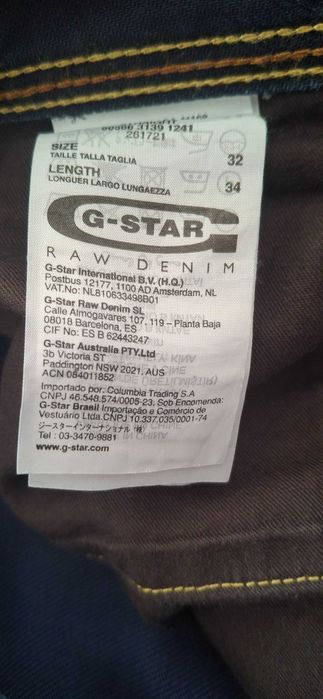 3139 1241
261721
SIZE
TAILLE TALLA TAGLIA 32
LENGTH
LONGUER LARGO LUNGAEZZA 34
G-STAR
RAW DENIM
G-Star International B.V. (H.Q.)
Postbus 12177, 1100 AD Amsterdam, NL
VAT.No: NL810633498B01
G-Star Raw Denim SL
Calle Almogavares 107, 119 – Planta Baja
08018 Barcelona, ES
CIF No: ES B 62443247
G-Star Australia PTY.Ltd
3b Victoria ST
Paddington NSW 2021, AUS
ACN 084011852
Importado por: Columbia Trading S.A
CNPJ 46.548.574/0005-23. Sob Encomenda:
G-Star Brasil Importação e Comércio de
Vestuário Ltda.CNPJ 10.337.035/0001-74
ジースターインターナショナル（株）
Tel : 03-3470-9881
www.g-star.com